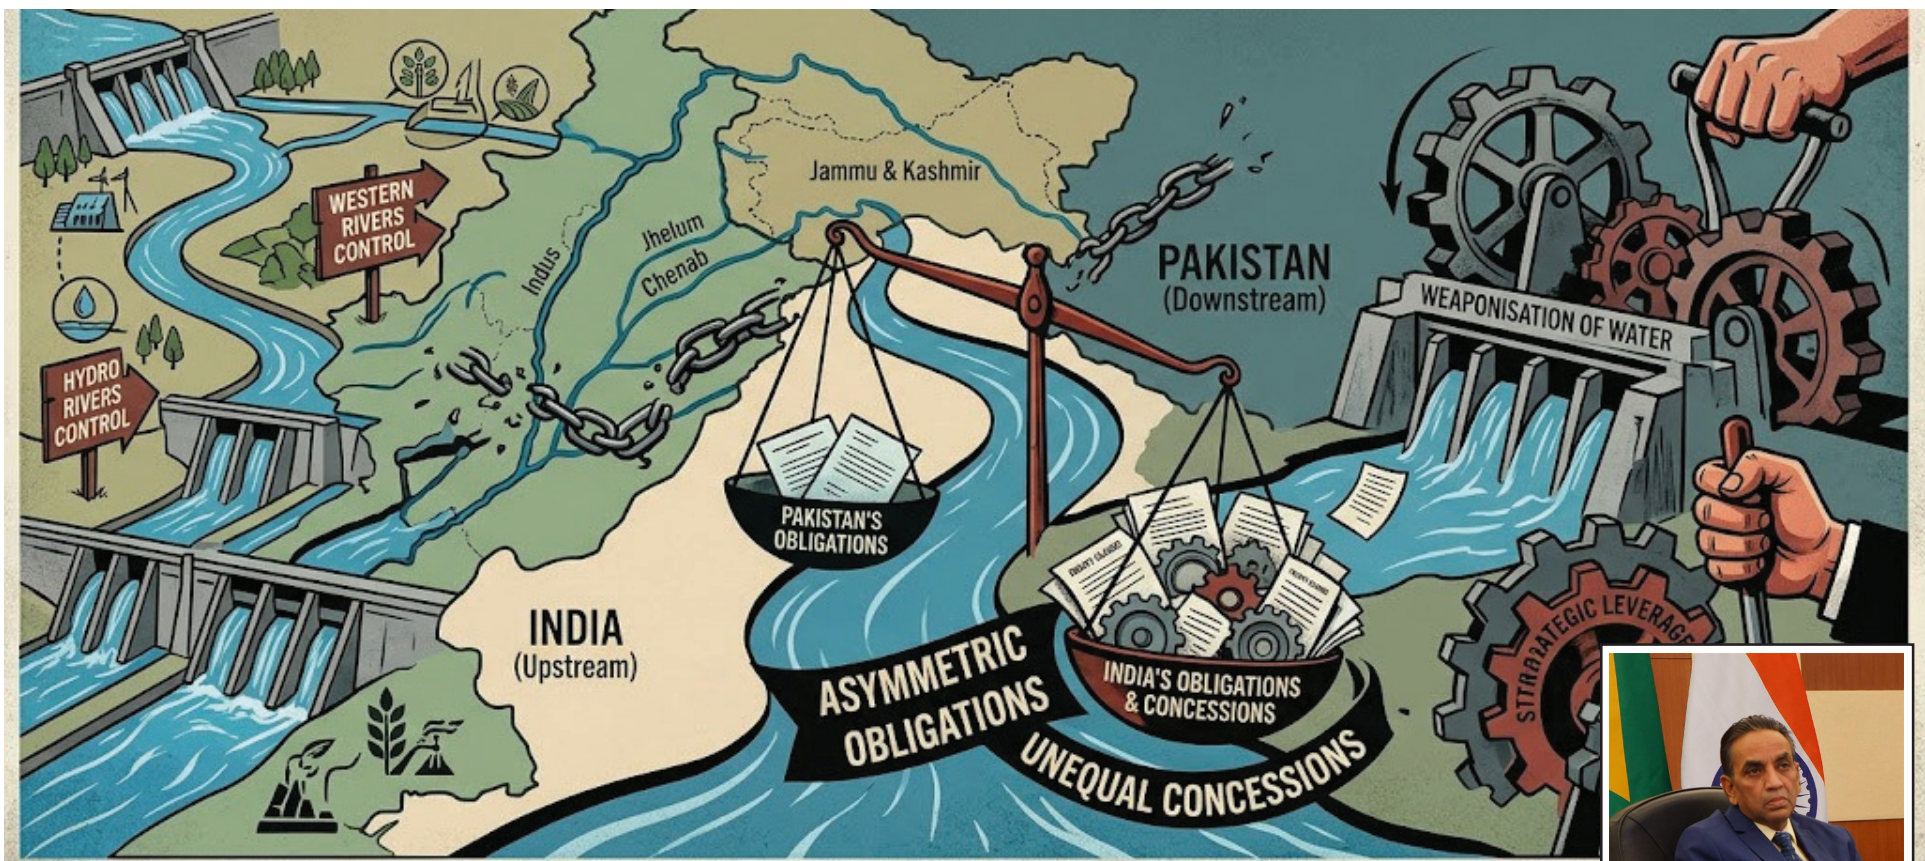 WESTERN
RIVERS
CONTROL
HYDRO
RIVERS
CONTROL
Jammu & Kashmir
Indus
Jhelum
Chenab
PAKISTAN
(Downstream)
WEAPONISATION OF WATER
PAKISTAN'S
OBLIGATIONS
INDIA
(Upstream)
ASYMMETRIC
OBLIGATIONS
INDIA'S OBLIGATIONS
& CONCESSIONS
UNEQUAL CONCESSIONS
LEVERAGE